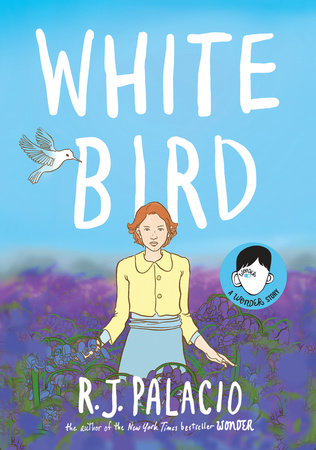 WHITE
BIRD
WONDER
A WONDER STORY
R.J. PALACIO
the author of the New York Times bestseller WONDER